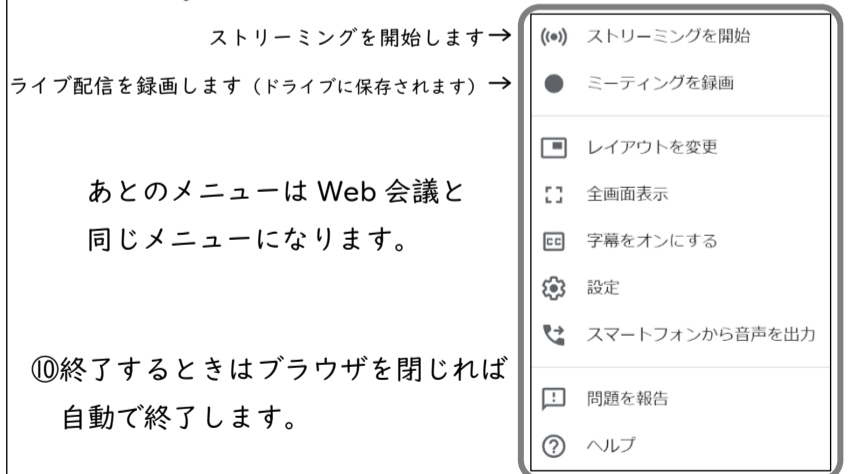 ストリーミングを開始します→
ライブ配信を録画します（ドライブに保存されます）→
あとのメニューは Web 会議と
同じメニューになります。
⑩終了するときはブラウザを閉じれば
自動で終了します。
ストリーミングを開始
ミーティングを録画
レイアウトを変更
全画面表示
字幕をオンにする
設定
スマートフォンから音声を出力
問題を報告
ヘルプ